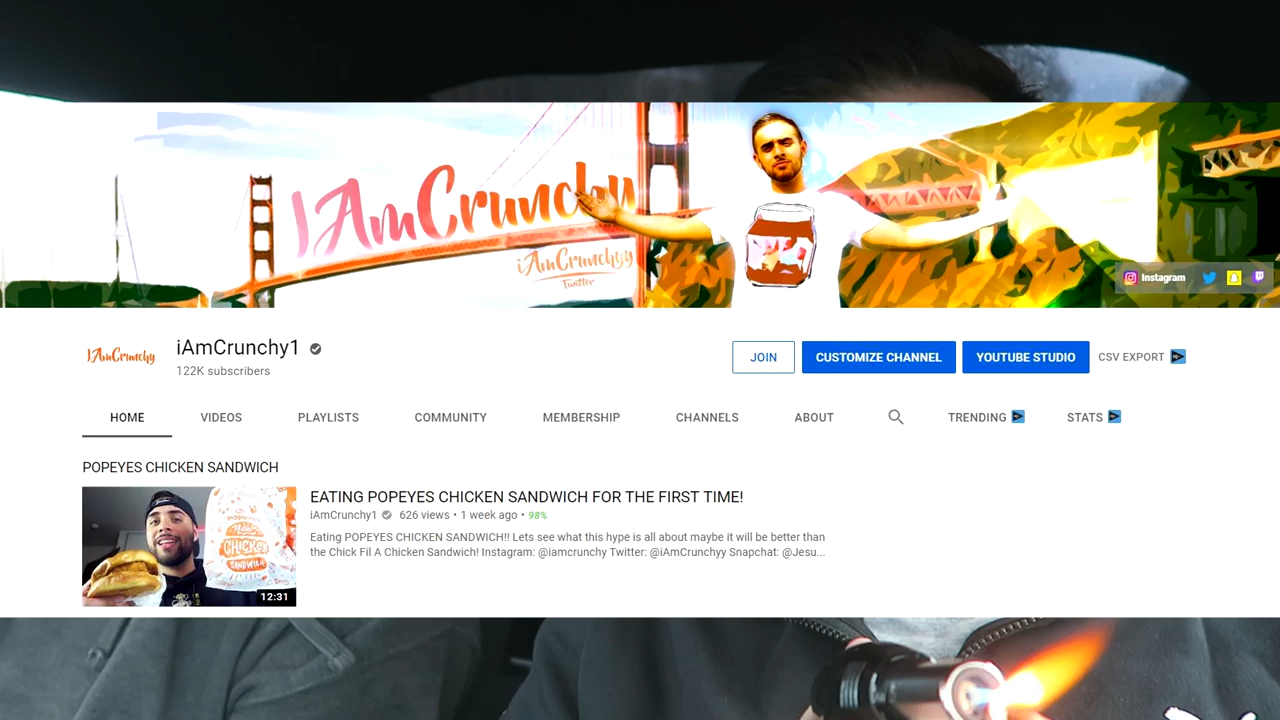 IAmCrunchy
iAmCrunchyy
Twitter
Instagram
IAmCrunchy
iAmCrunchy1
122K subscribers
JOIN
CUSTOMIZE CHANNEL
YOUTUBE STUDIO
CSV EXPORT
HOME
VIDEOS
PLAYLISTS
COMMUNITY
MEMBERSHIP
CHANNELS
ABOUT
TRENDING
STATS
POPEYES CHICKEN SANDWICH
EATING POPEYES CHICKEN SANDWICH FOR THE FIRST TIME!
iAmCrunchy1 626 views • 1 week ago • 98%
Eating POPEYES CHICKEN SANDWICH!! Lets see what this hype is all about maybe it will be better than
the Chick Fil A Chicken Sandwich! Instagram: @iamcrunchy Twitter: @iAmCrunchyy Snapchat: @Jesu...
POPEYES
New
CHICKEN
SANDWICH
12:31